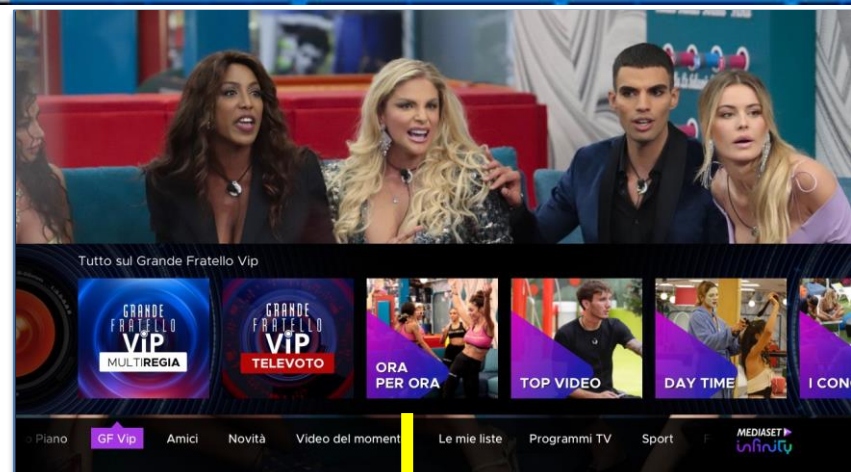 Tutto sul Grande Fratello Vip
GRANDE
FRATELLO
VIP
MULTIREGIA
GRANDE
FRATELLO
VIP
TELEVOTO
ORA
PER ORA
TOP VIDEO
DAY TIME
I CON
Piano GF Vip Amici Novità Video del moment Le mie liste Programmi TV Sport F
MEDIASET
infinity